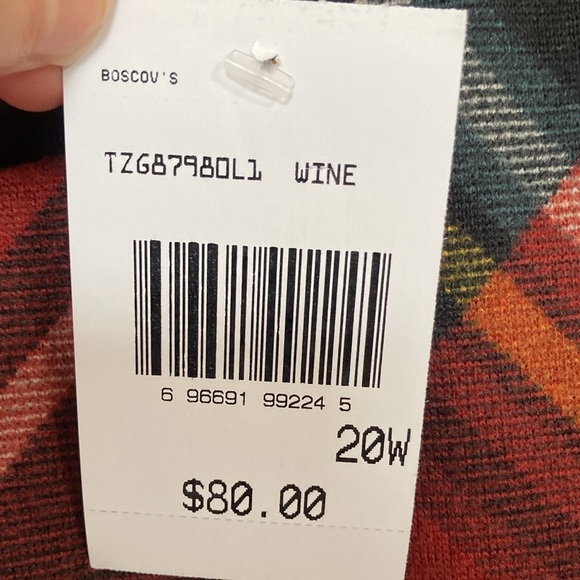 BOSCOV'S
TZG87980L1 WINE
6 96691 99224 5
20W
$80.00